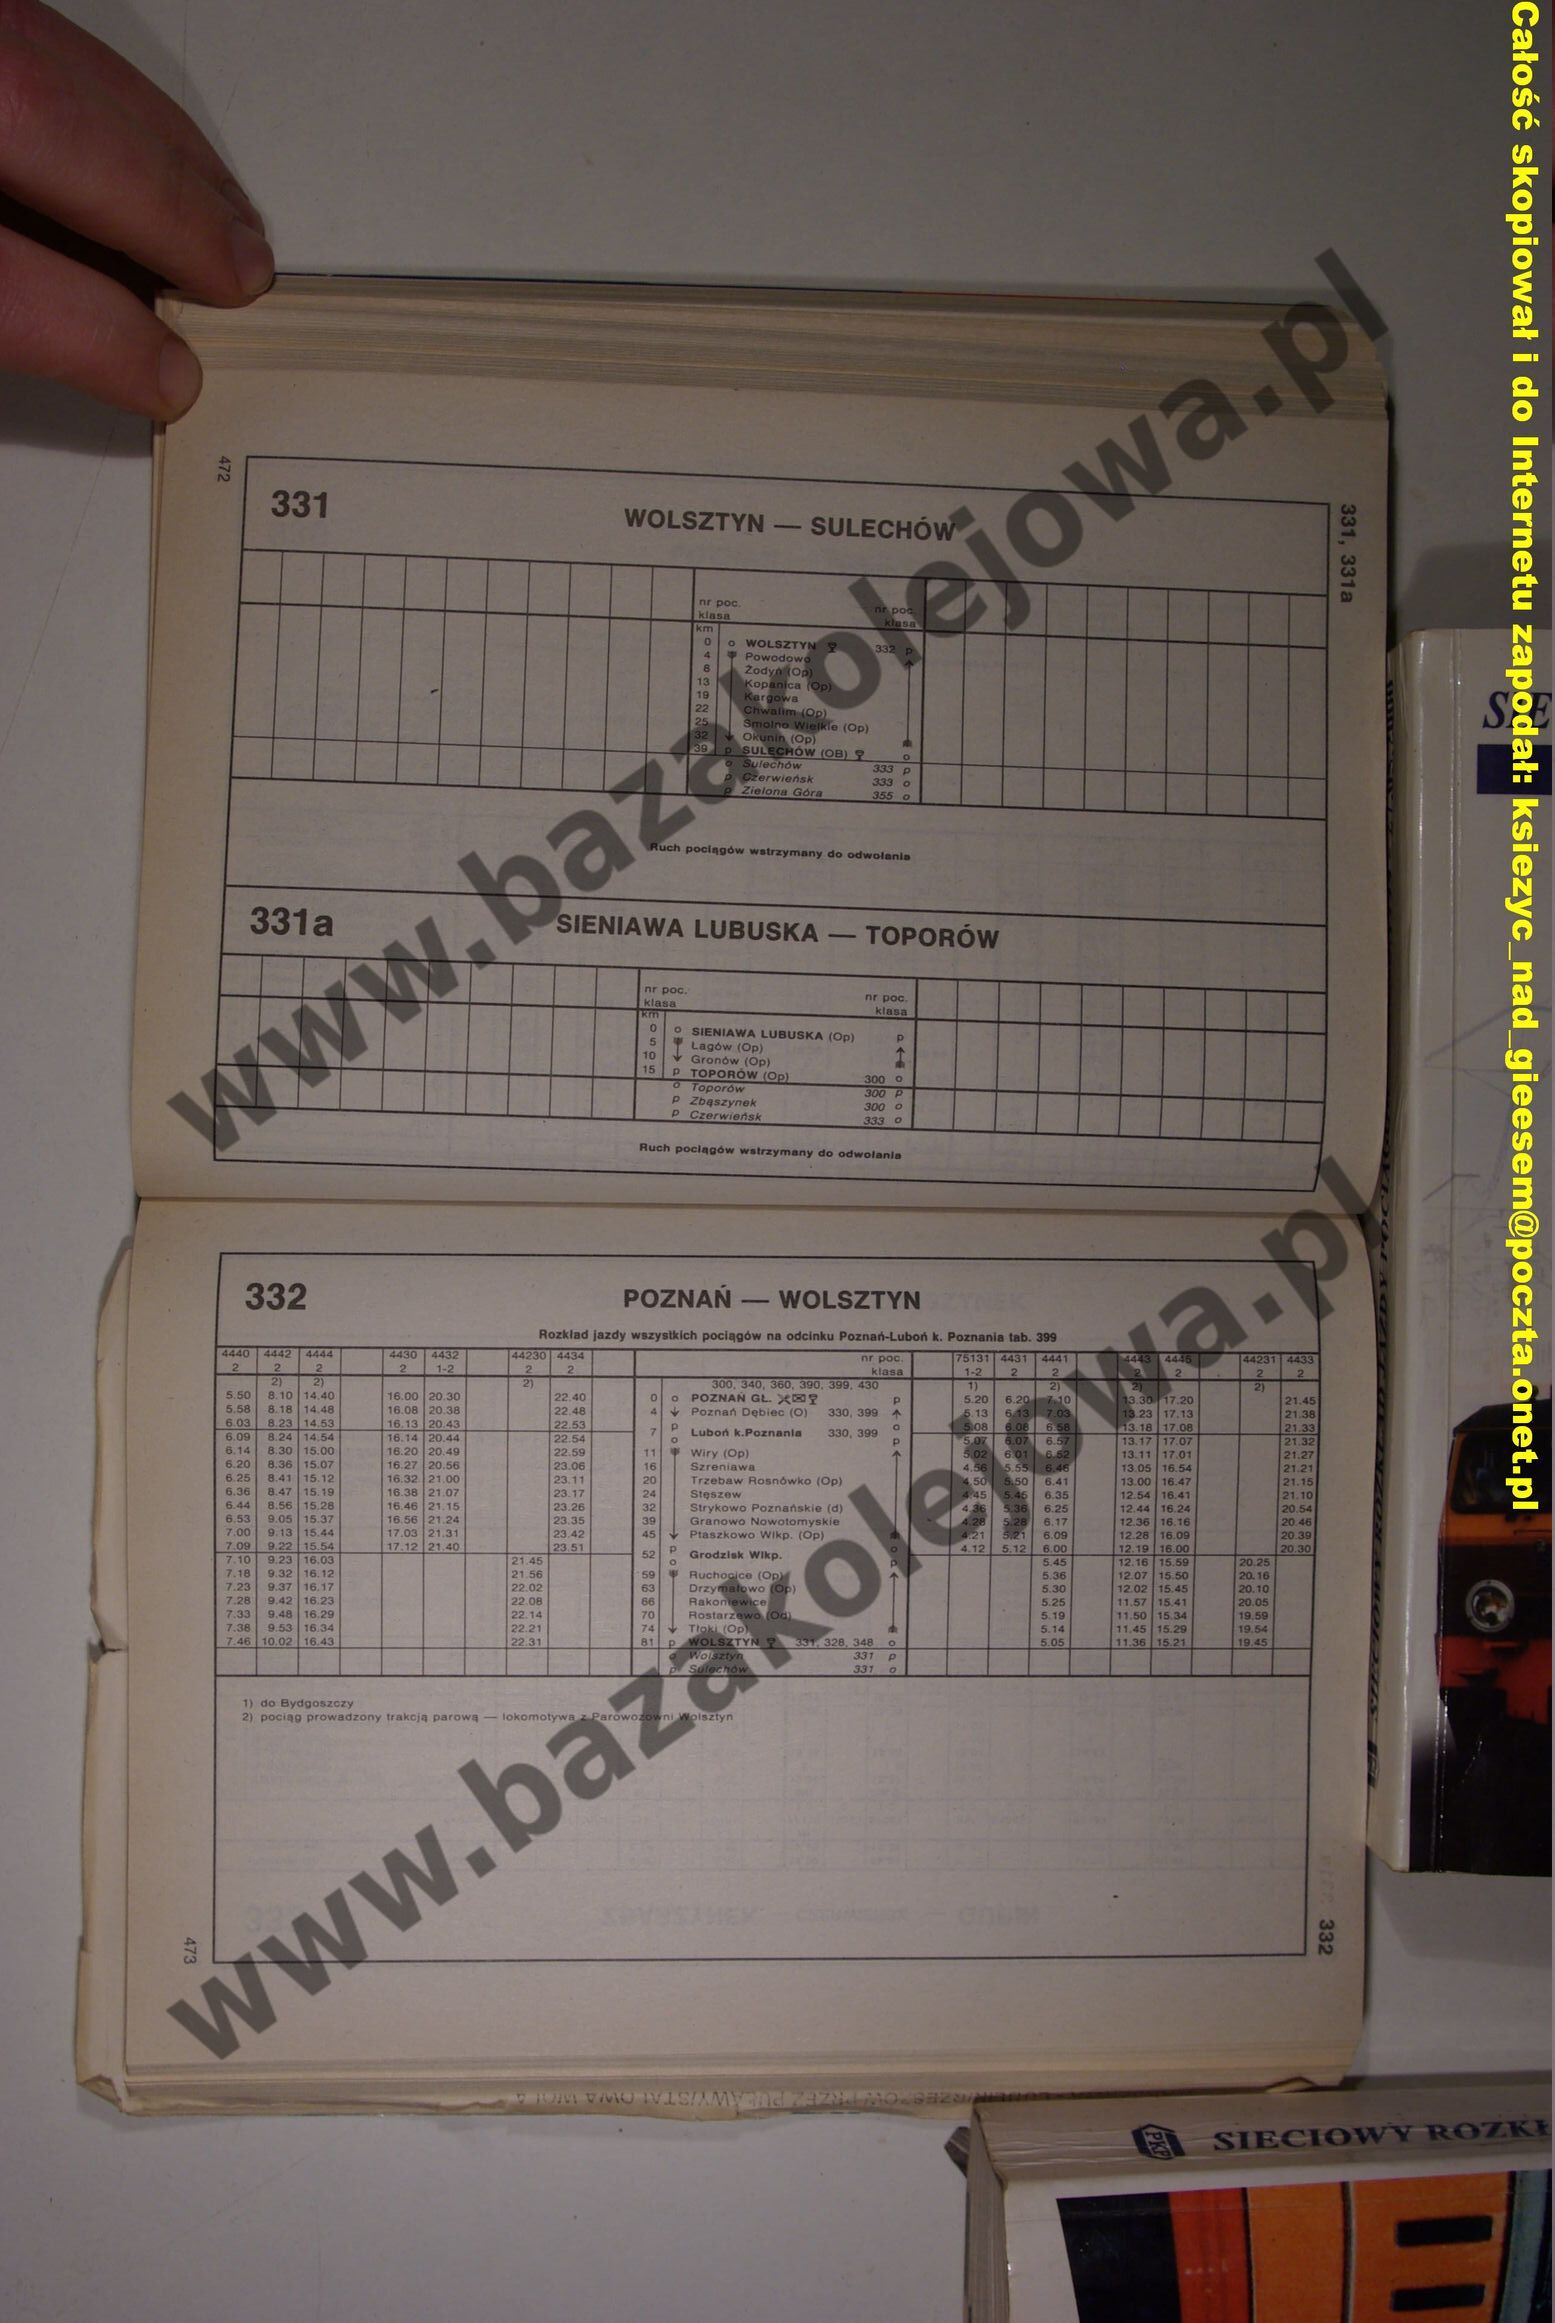 Całość skopiował i do Internetu zapodał: ksiezyc_nad_gieesem@poczta.onet.pl
www.bazakolejowa.pl
472
331, 331a
331 WOLSZTYN — SULECHÓW
nr poc. nr poc.
klasa klasa
km
0 o WOLSZTYN 332 p
4 Powodowo
8 Żodyń (Op)
13 Kopanica (Op)
19 Kargowa
22 Chwalim (Op)
25 Smolno Wielkie (Op)
32 Okunin (Op)
39 p SULECHÓW (OB) o
o Sulechów 333 p
p Czerwieńsk 333 o
p Zielona Góra 355 o
Ruch pociągów wstrzymany do odwołania
331a SIENIAWA LUBUSKA — TOPORÓW
nr poc. nr poc.
klasa klasa
km
0 o SIENIAWA LUBUSKA (Op) p
5 Łagów (Op)
10 Gronów (Op)
15 p TOPORÓW (Op) 300 o
o Toporów 300 p
p Zbąszynek 300 o
p Czerwieńsk 333 o
Ruch pociągów wstrzymany do odwołania
332 POZNAŃ — WOLSZTYN
Rozkład jazdy wszystkich pociągów na odcinku Poznań-Luboń k. Poznania tab. 399
4440 4442 4444 4430 4432 44230 4434 nr poc. 75131 4431 4441 4443 4445 44231 4433
2 2 2 2 1-2 2 2 klasa 1-2 2 2 2 2 2 2
2) 2) 2) 300, 340, 360, 390, 399, 430 1) 2) 2) 2)
5.50 8.10 14.40 16.00 20.30 22.40 0 o POZNAŃ GŁ. p 5.20 6.20 7.10 13.30 17.20 21.45
5.58 8.18 14.48 16.08 20.38 22.48 4 Poznań Dębiec (O) 330, 399 5.13 6.13 7.03 13.23 17.13 21.38
6.03 8.23 14.53 16.13 20.43 22.53 7 p Luboń k.Poznania 330, 399 o 5.08 6.08 6.58 13.18 17.08 21.33
6.09 8.24 14.54 16.14 20.44 22.54 o p 5.07 6.07 6.57 13.17 17.07 21.32
6.14 8.30 15.00 16.20 20.49 22.59 11 Wiry (Op) 5.02 6.01 6.52 13.11 17.01 21.27
6.20 8.36 15.07 16.27 20.56 23.06 16 Szreniawa 4.56 5.55 6.46 13.05 16.54 21.21
6.25 8.41 15.12 16.32 21.00 23.11 20 Trzebaw Rosnówko (Op) 4.50 5.50 6.41 13.00 16.47 21.15
6.36 8.47 15.19 16.38 21.07 23.17 24 Stęszew 4.45 5.45 6.35 12.54 16.41 21.10
6.44 8.56 15.28 16.46 21.15 23.26 32 Strykowo Poznańskie (d) 4.36 5.36 6.25 12.44 16.24 20.54
6.53 9.05 15.37 16.56 21.24 23.35 39 Granowo Nowotomyskie 4.28 5.28 6.17 12.36 16.16 20.46
7.00 9.13 15.44 17.03 21.31 23.42 45 Ptaszkowo Wlkp. (Op) 4.21 5.21 6.09 12.28 16.09 20.39
7.09 9.22 15.54 17.12 21.40 23.51 52 p Grodzisk Wlkp. o 4.12 5.12 6.00 12.19 16.00 20.30
7.10 9.23 16.03 21.45 o p 5.45 12.16 15.59 20.25
7.18 9.32 16.12 21.56 59 Ruchocice (Op) 5.36 12.07 15.50 20.16
7.23 9.37 16.17 22.02 63 Drzymałowo (Op) 5.30 12.02 15.45 20.10
7.28 9.42 16.23 22.08 66 Rakoniewice 5.25 11.57 15.41 20.05
7.33 9.48 16.29 22.14 70 Rostarzewo (Od) 5.19 11.50 15.34 19.59
7.38 9.53 16.34 22.21 74 Tłoki (Op) 5.14 11.45 15.29 19.54
7.46 10.02 16.43 22.31 81 p WOLSZTYN 331, 328, 348 o 5.05 11.36 15.21 19.45
o Wolsztyn 331 p
p Sulechów 331 o
1) do Bydgoszczy
2) pociąg prowadzony trakcją parową — lokomotywa z Parowozowni Wolsztyn
473
332
www.bazakolejowa.pl
PKP SIECIOWY ROZKŁ